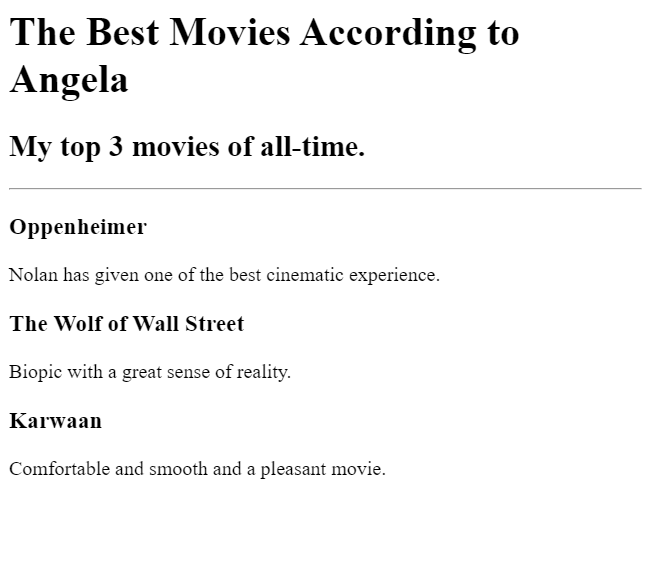 The Best Movies According to
Angela
My top 3 movies of all-time.
Oppenheimer
Nolan has given one of the best cinematic experience.
The Wolf of Wall Street
Biopic with a great sense of reality.
Karwaan
Comfortable and smooth and a pleasant movie.